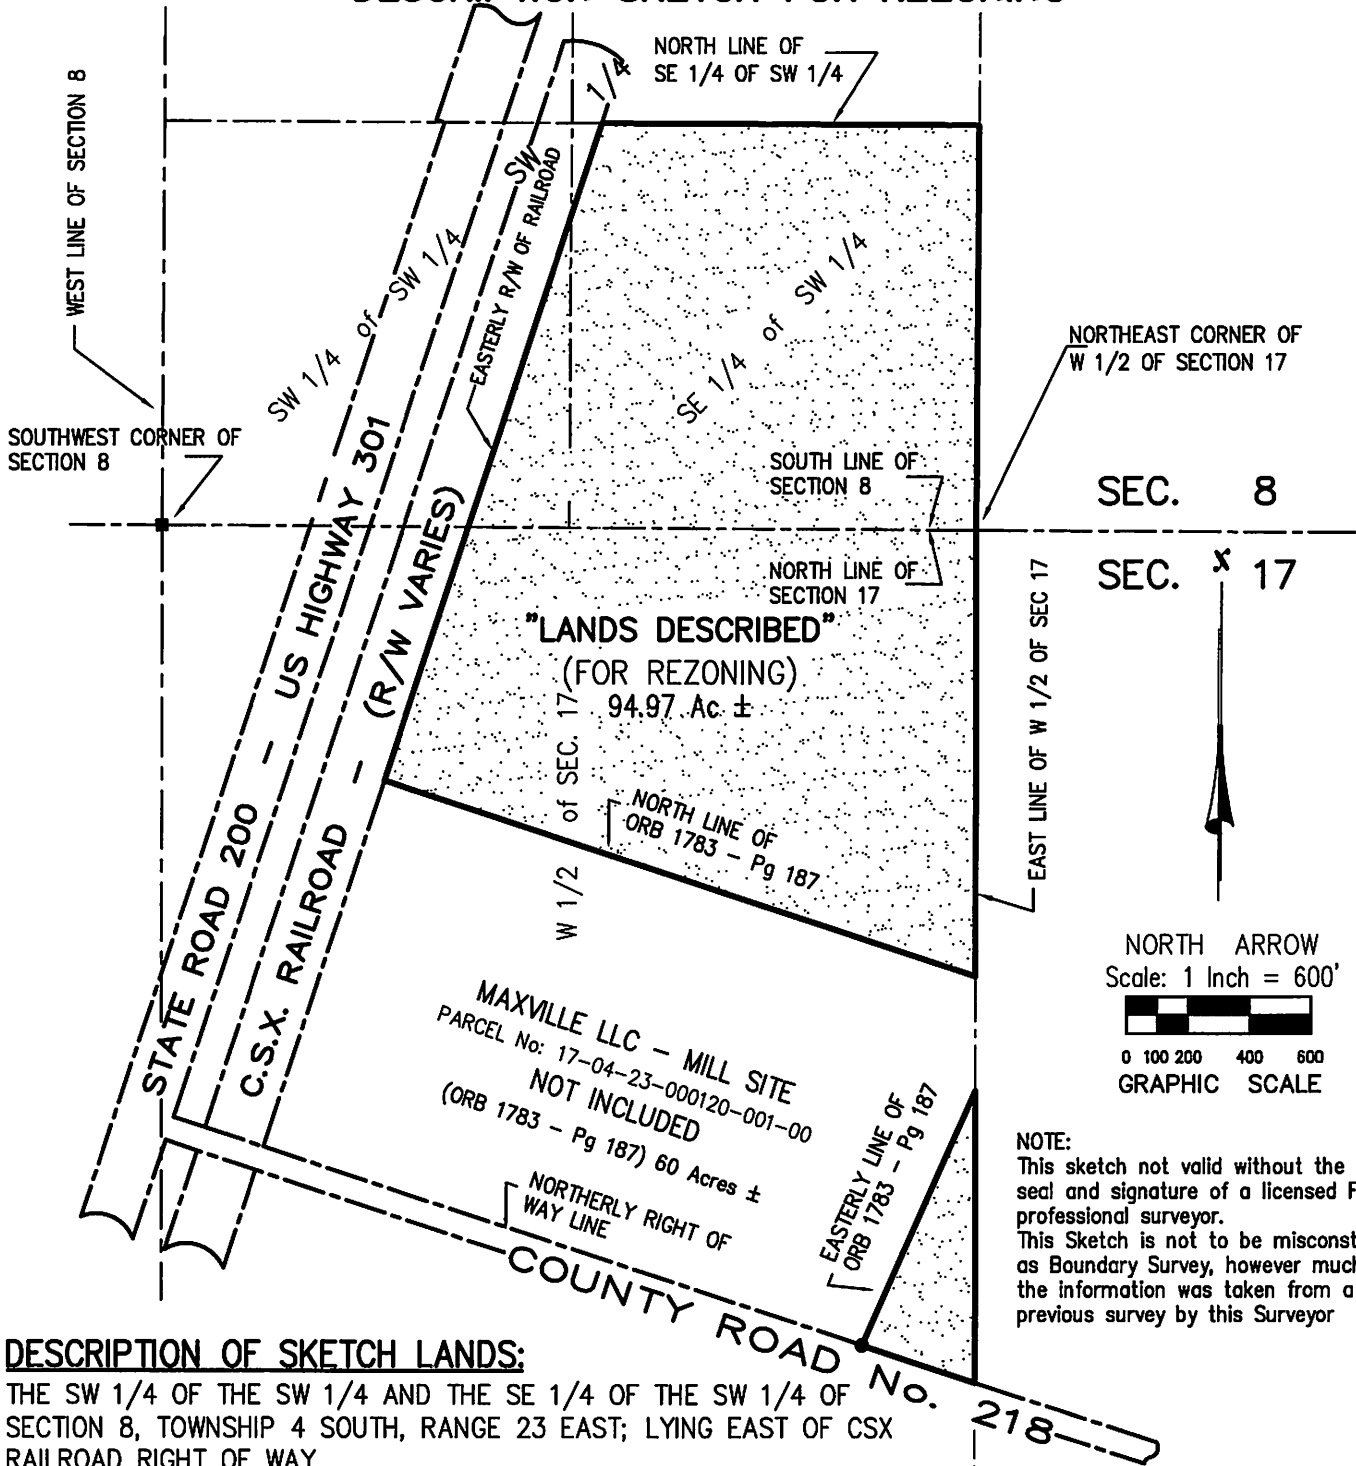 NORTH LINE OF
SE 1/4 OF SW 1/4
WEST LINE OF SECTION 8
1/4
SW
EASTERLY R/W OF RAILROAD
SW 1/4 of SW 1/4
SE 1/4 of SW 1/4
NORTHEAST CORNER OF
W 1/2 OF SECTION 17
SOUTHWEST CORNER OF
SECTION 8
SOUTH LINE OF
SECTION 8
SEC. 8
SEC. 17
NORTH LINE OF
SECTION 17
"LANDS DESCRIBED"
(FOR REZONING)
94.97 Ac ±
STATE ROAD 200 - US HIGHWAY 301
C.S.X. RAILROAD - (R/W VARIES)
W 1/2 of SEC. 17
EAST LINE OF W 1/2 OF SEC 17
NORTH LINE OF
ORB 1783 - Pg 187
NORTH ARROW
Scale: 1 Inch = 600'
0 100 200 400 600
GRAPHIC SCALE
MAXVILLE LLC - MILL SITE
PARCEL No: 17-04-23-000120-001-00
NOT INCLUDED
(ORB 1783 - Pg 187) 60 Acres ±
NORTHERLY RIGHT OF
WAY LINE
EASTERLY LINE OF
ORB 1783 - Pg 187
COUNTY ROAD No. 218
NOTE:
This sketch not valid without the
seal and signature of a licensed
professional surveyor.
This Sketch is not to be misconst
as Boundary Survey, however much
the information was taken from a
previous survey by this Surveyor
DESCRIPTION OF SKETCH LANDS:
THE SW 1/4 OF THE SW 1/4 AND THE SE 1/4 OF THE SW 1/4 OF
SECTION 8, TOWNSHIP 4 SOUTH, RANGE 23 EAST; LYING EAST OF CSX
RAILROAD RIGHT OF WAY